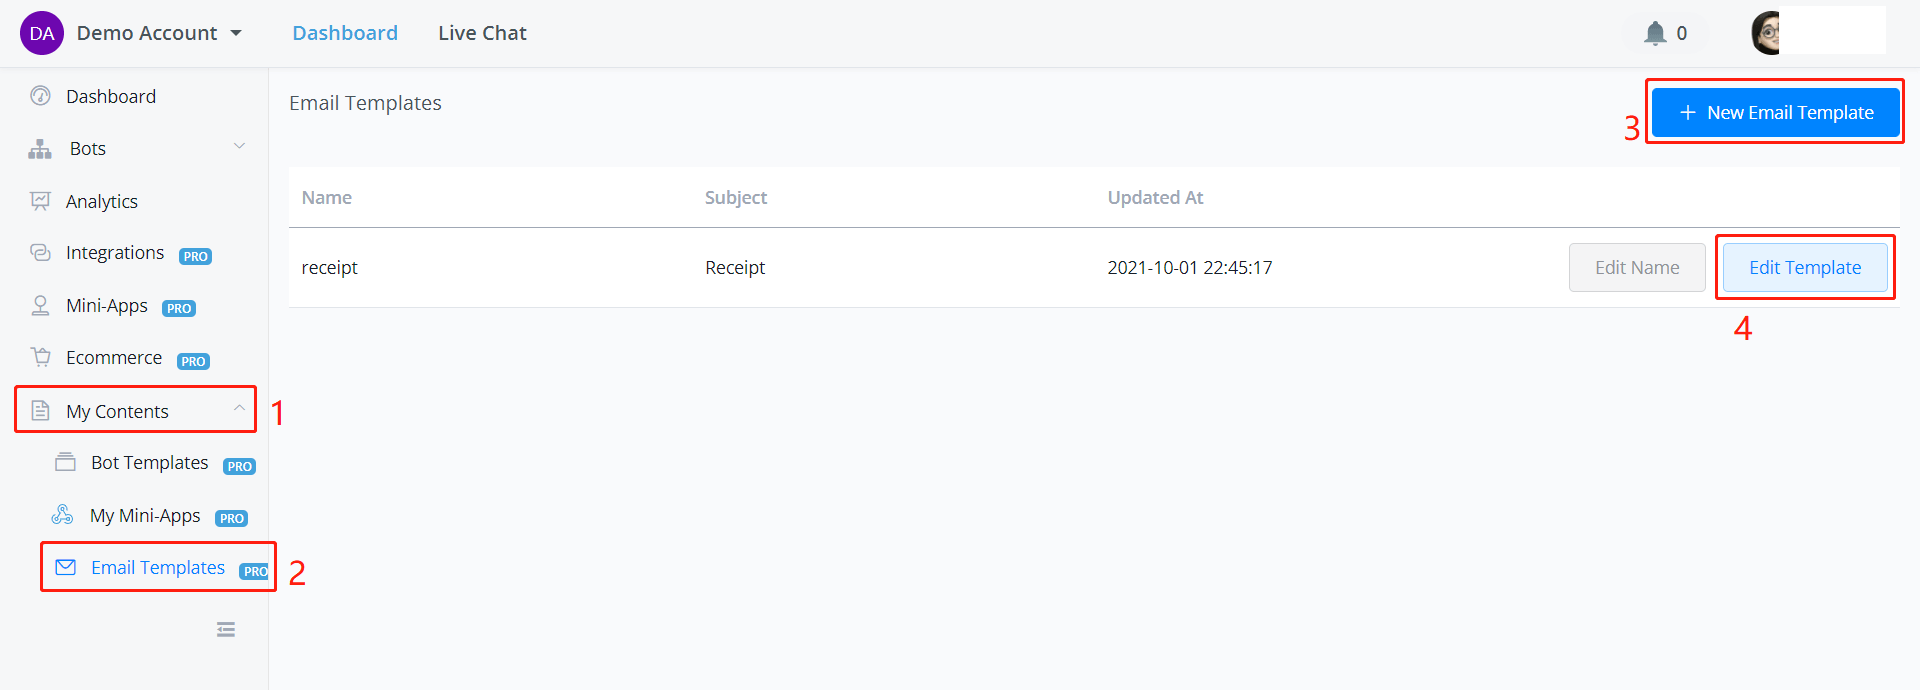 DA Demo Account Dashboard Live Chat 0
Dashboard
Bots
Analytics
Integrations PRO
Mini-Apps PRO
Ecommerce PRO
My Contents 1
Bot Templates PRO
My Mini-Apps PRO
Email Templates PRO 2
Email Templates
3 + New Email Template
Name Subject Updated At
receipt Receipt 2021-10-01 22:45:17 Edit Name Edit Template
4